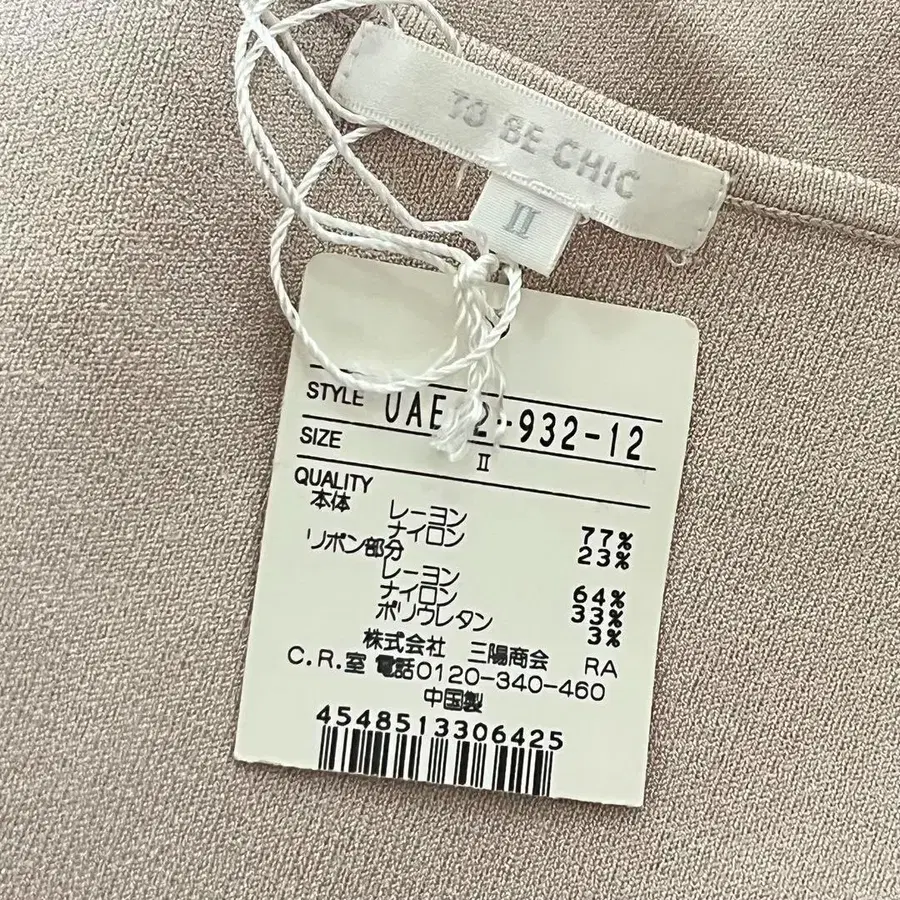 TO BE CHIC
II
STYLE UAE 2-932-12
SIZE II
QUALITY
本体
レーヨン 77%
ナイロン 23%
リボン部分
レーヨン 64%
ナイロン 33%
ポリウレタン 3%
株式会社 三陽商会 RA
C.R.室 電話0120-340-460
中国製
4548513306425